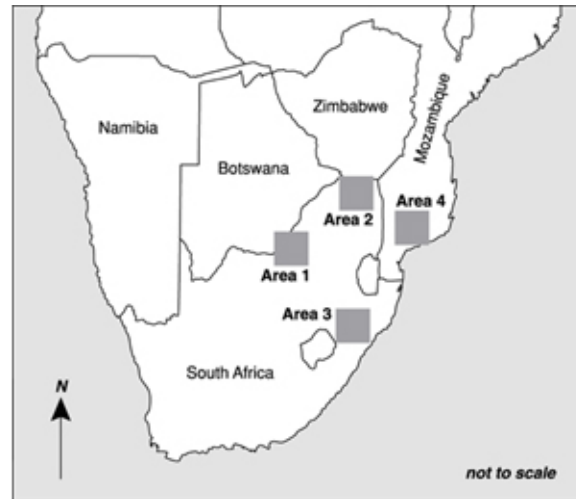 Zimbabwe
Namibia
Mozambique
Botswana
Area 4
Area 2
Area 1
Area 3
South Africa
N
not to scale